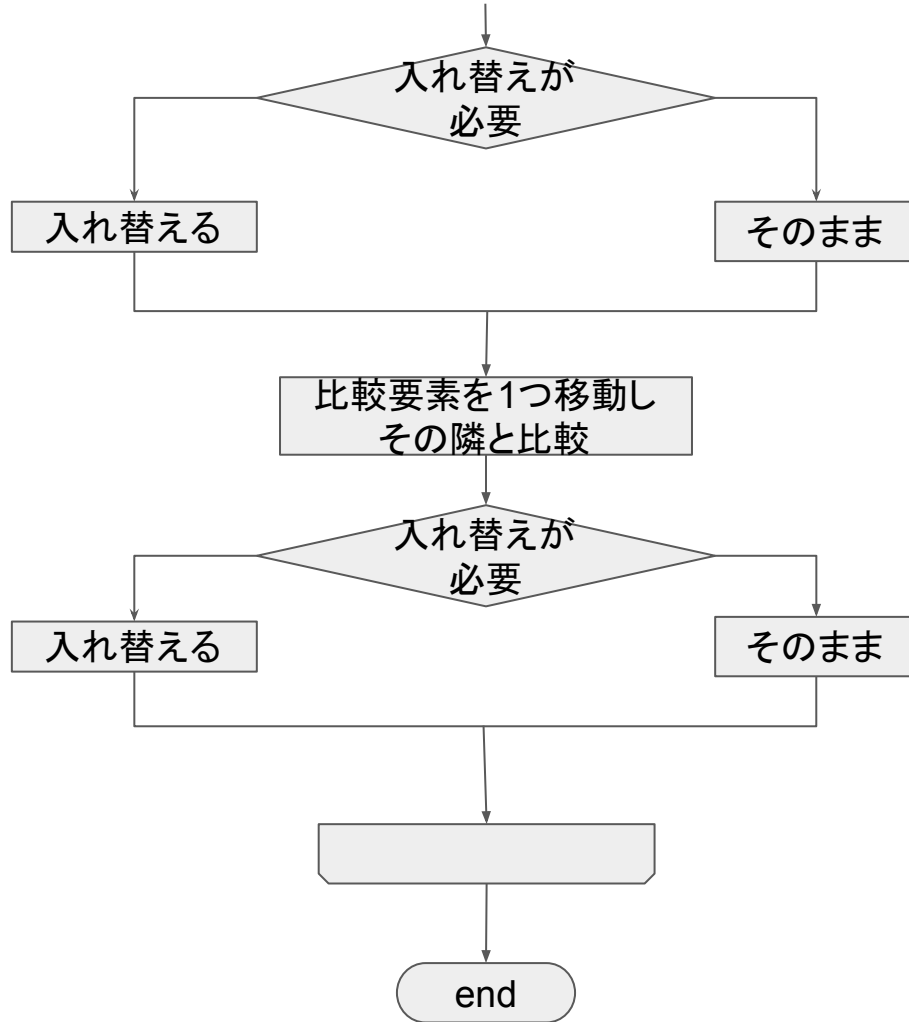 入れ替えが
必要
入れ替える
そのまま
比較要素を1つ移動し
その隣と比較
入れ替えが
必要
入れ替える
そのまま
end